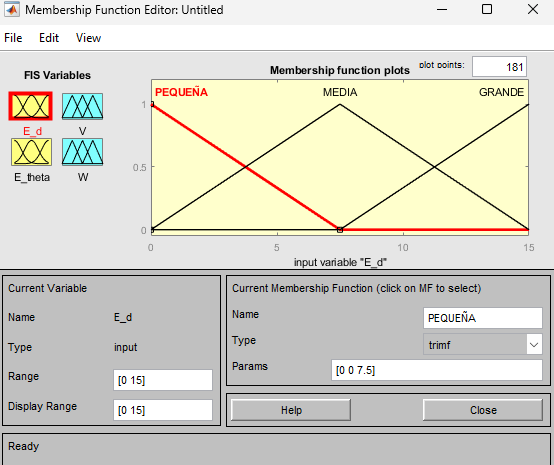 Membership Function Editor: Untitled
File Edit View
FIS Variables
E_d
V
E_theta
W
Membership function plots
plot points:
181
PEQUEÑA
MEDIA
GRANDE
1
0.5
0
0
5
10
15
input variable "E_d"
Current Variable
Name E_d
Type input
Range [0 15]
Display Range [0 15]
Current Membership Function (click on MF to select)
Name PEQUEÑA
Type trimf
Params [0 0 7.5]
Help Close
Ready